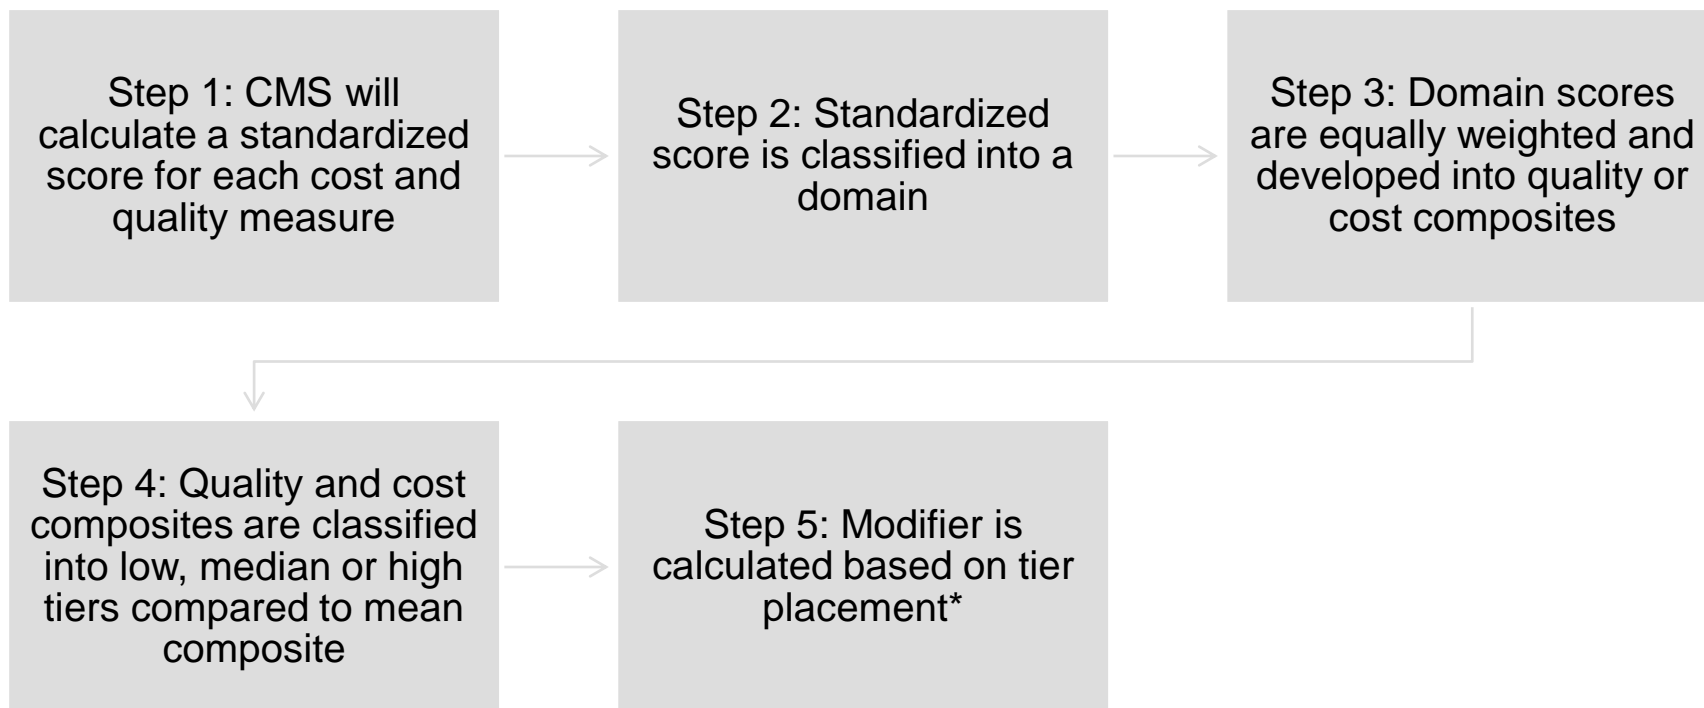 Step 1: CMS will
calculate a standardized
score for each cost and
quality measure
Step 2: Standardized
score is classified into a
domain
Step 3: Domain scores
are equally weighted and
developed into quality or
cost composites
Step 4: Quality and cost
composites are classified
into low, median or high
tiers compared to mean
composite
Step 5: Modifier is
calculated based on tier
placement*